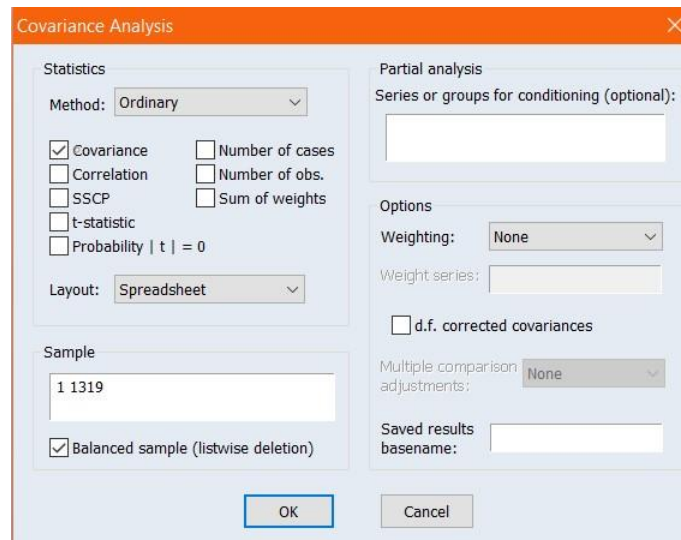 Covariance Analysis
Statistics
Method: Ordinary
Covariance
Number of cases
Correlation
Number of obs.
SSCP
Sum of weights
t-statistic
Probability | t | = 0
Layout: Spreadsheet
Sample
1 1319
Balanced sample (listwise deletion)
Partial analysis
Series or groups for conditioning (optional):
Options
Weighting: None
Weight series:
d.f. corrected covariances
Multiple comparison
adjustments:
None
Saved results
basename:
OK
Cancel